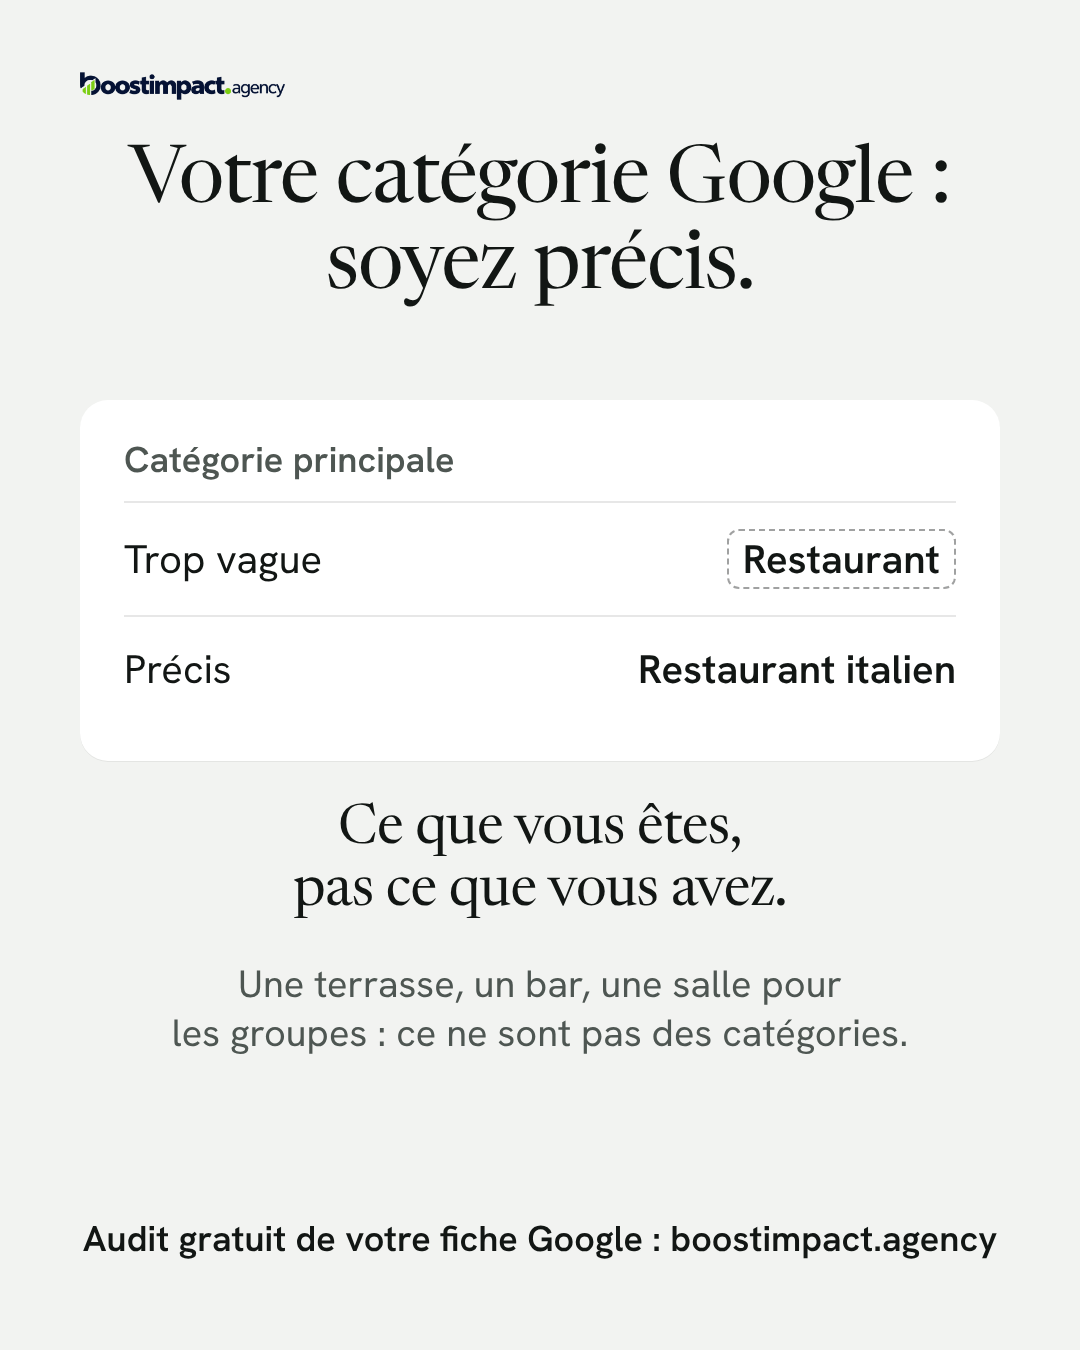 boostimpact.agency
Votre catégorie Google :
soyez précis.
Catégorie principale
Trop vague
Restaurant
Précis
Restaurant italien
Ce que vous êtes,
pas ce que vous avez.
Une terrasse, un bar, une salle pour
les groupes : ce ne sont pas des catégories.
Audit gratuit de votre fiche Google : boostimpact.agency